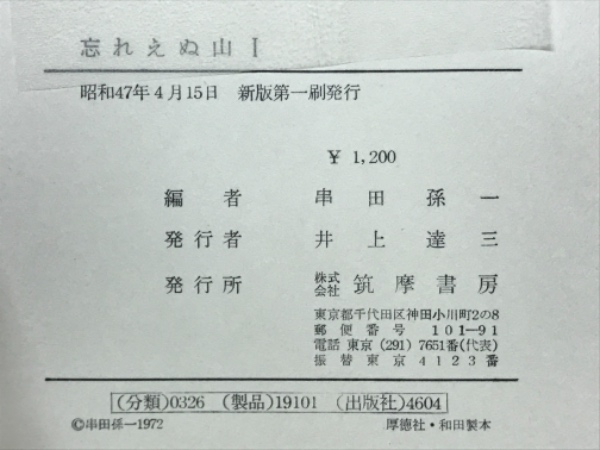 忘れえぬ山 I
昭和47年4月15日 新版第一刷発行
¥ 1,200
編者 串田孫一
発行者 井上達三
発行所 株式会社 筑摩書房
東京都千代田区神田小川町2の8
郵便番号 101-91
電話 東京 (291) 7651番(代表)
振替東京4123番
(分類)0326 (製品)19101 (出版社)4604
©串田孫一1972
厚徳社・和田製本